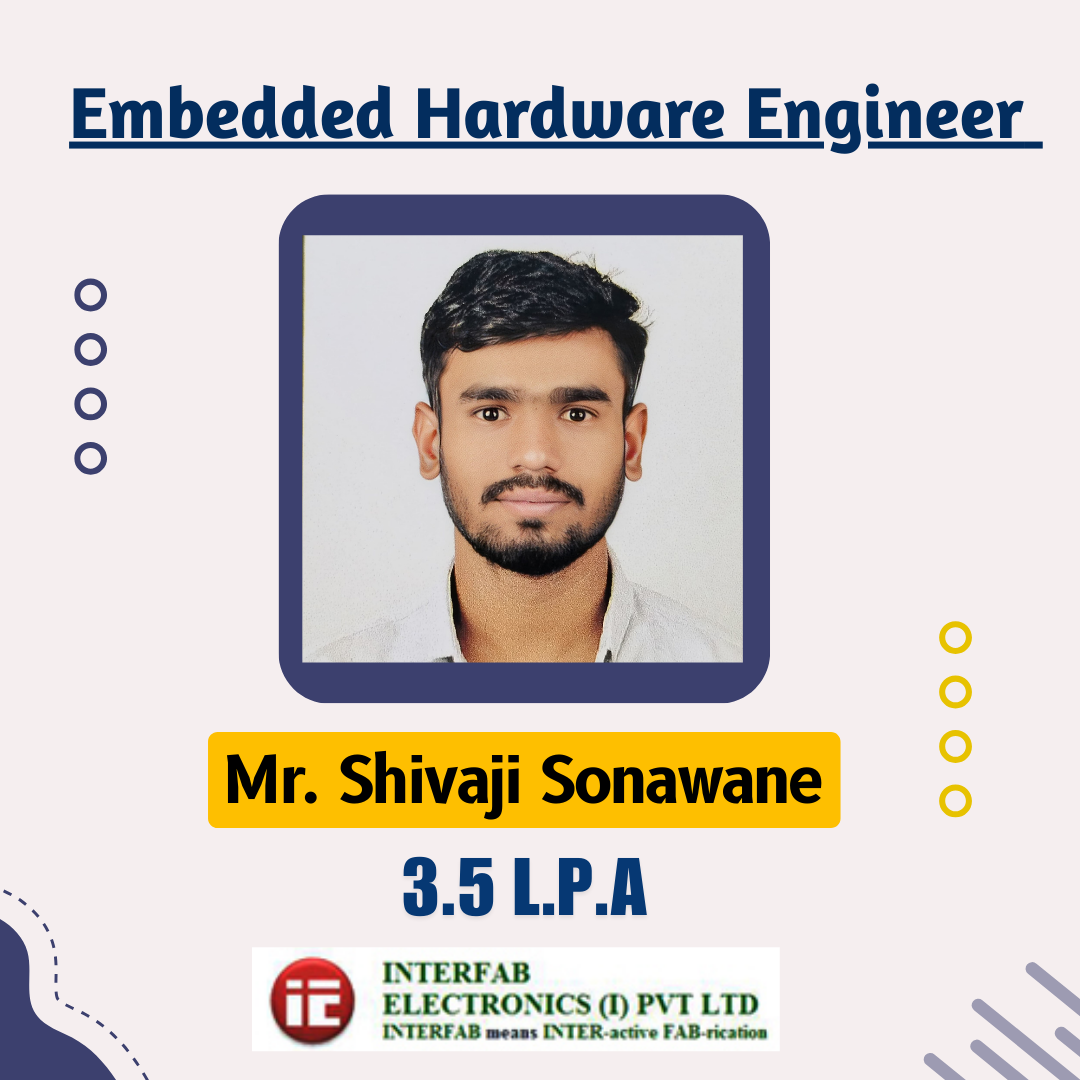 Embedded Hardware Engineer
Mr. Shivaji Sonawane
3.5 L.P.A
INTERFAB
ELECTRONICS (I) PVT LTD
INTERFAB means INTER-active FAB-rication